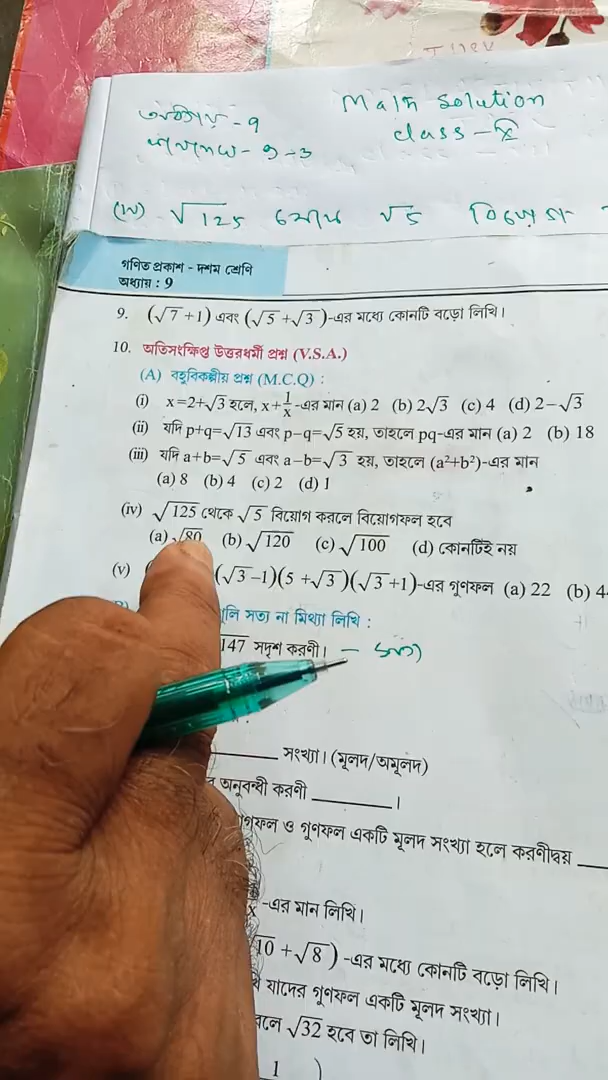 Math solution
class - X
(iv) √125 থেকে √5 বিয়োগ
গণিত প্রকাশ - দশম শ্রেণি
অধ্যায় : 9
9. (√7+1) এবং (√5+√3)-এর মধ্যে কোনটি বড়ো লিখি।
10. অতিসংক্ষিপ্ত উত্তরধর্মী প্রশ্ন (V.S.A.)
(A) বহুবিকল্পীয় প্রশ্ন (M.C.Q) :
(i) x=2+√3 হলে, x+1/x-এর মান (a) 2 (b) 2√3 (c) 4 (d) 2-√3
(ii) যদি p+q=√13 এবং p-q=√5 হয়, তাহলে pq-এর মান (a) 2 (b) 18
(iii) যদি a+b=√5 এবং a-b=√3 হয়, তাহলে (a²+b²)-এর মান
(a) 8 (b) 4 (c) 2 (d) 1
(iv) √125 থেকে √5 বিয়োগ করলে বিয়োগফল হবে
(a) √80 (b) √120 (c) √100 (d) কোনটিই নয়
(v) (√3-1)(5+√3)(√3+1)-এর গুণফল (a) 22 (b) 4
সত্য না মিথ্যা লিখি :
147 সদৃশ করণী। - সত্য
সংখ্যা। (মূলদ/অমূলদ)
অনুবন্ধী করণী ______।
ও গুণফল একটি মূলদ সংখ্যা হলে করণীদ্বয় ___
-এর মান লিখি।
10+√8)-এর মধ্যে কোনটি বড়ো লিখি।
যাদের গুণফল একটি মূলদ সংখ্যা।
√32 হবে তা লিখি।
1